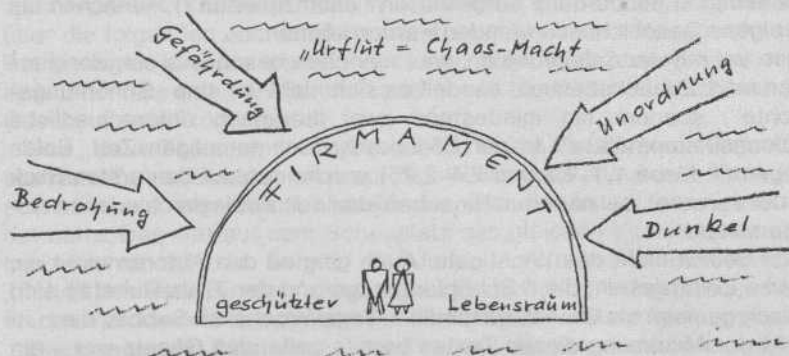 „Urflut = Chaos-Macht
Gefährdung
Unordnung
FIRMAMENT
Bedrohung
Dunkel
geschützter Lebensraum